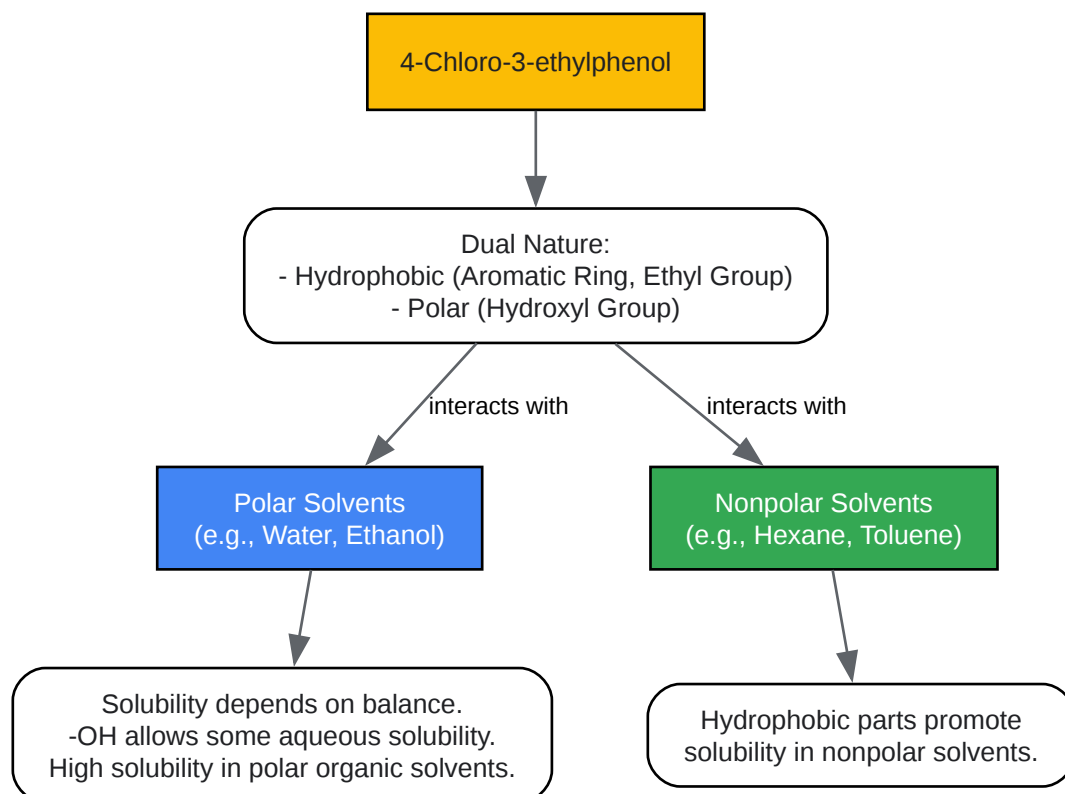 4-Chloro-3-ethylphenol
Dual Nature:
- Hydrophobic (Aromatic Ring, Ethyl Group)
- Polar (Hydroxyl Group)
interacts with
interacts with
Polar Solvents
(e.g., Water, Ethanol)
Nonpolar Solvents
(e.g., Hexane, Toluene)
Solubility depends on balance.
-OH allows some aqueous solubility.
High solubility in polar organic solvents.
Hydrophobic parts promote
solubility in nonpolar solvents.